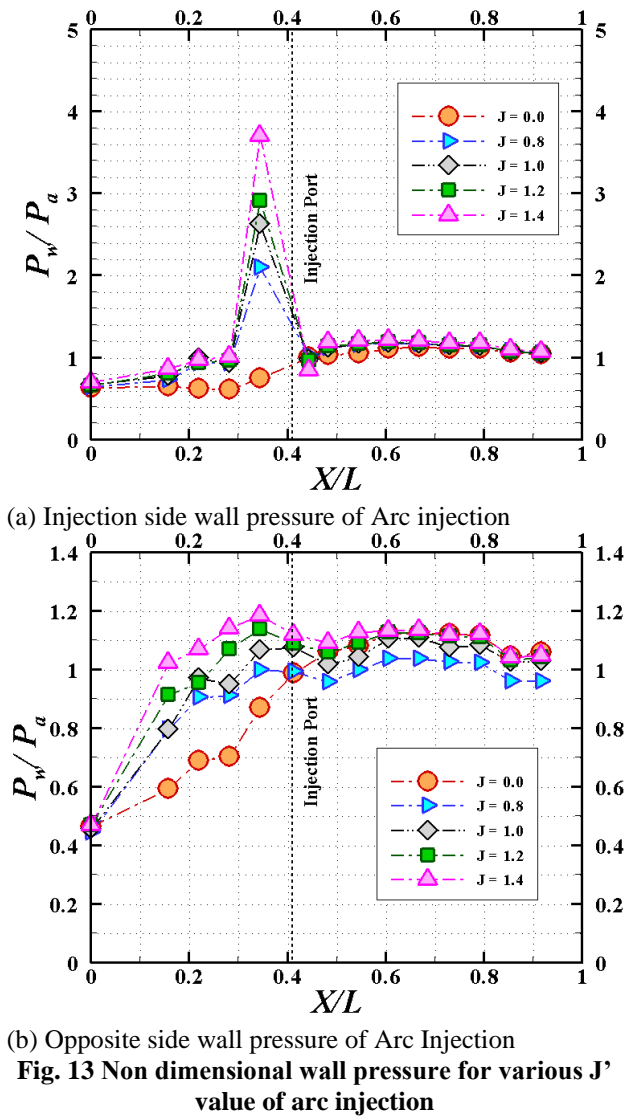 0 0.2 0.4 0.6 0.8 1
5 5
4 4
3 3
2 2
1 1
0 0
P_w / P_a
J = 0.0
J = 0.8
J = 1.0
J = 1.2
J = 1.4
Injection Port
0 0.2 0.4 0.6 0.8 1
X/L
(a) Injection side wall pressure of Arc injection
0 0.2 0.4 0.6 0.8 1
1.4 1.4
1.2 1.2
1 1
0.8 0.8
0.6 0.6
0.4 0.4
0.2 0.2
0 0
P_w / P_a
Injection Port
J = 0.0
J = 0.8
J = 1.0
J = 1.2
J = 1.4
0 0.2 0.4 0.6 0.8 1
X/L
(b) Opposite side wall pressure of Arc Injection
Fig. 13 Non dimensional wall pressure for various J’
value of arc injection